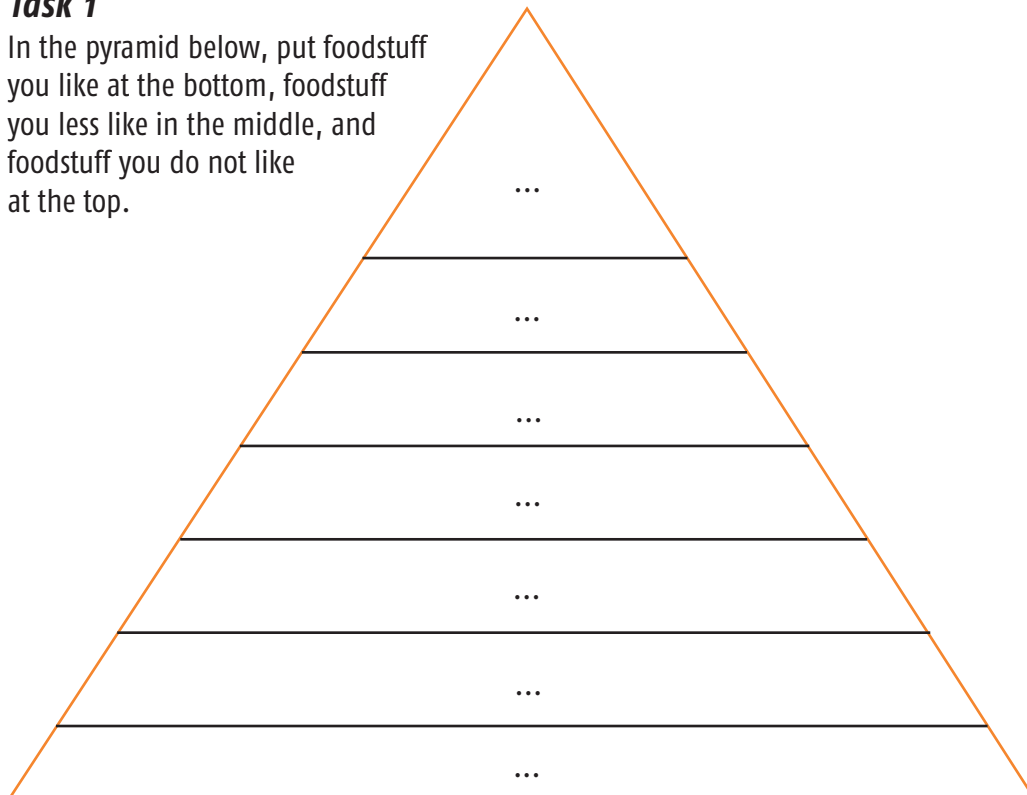 Task 1
In the pyramid below, put foodstuff
you like at the bottom, foodstuff
you less like in the middle, and
foodstuff you do not like
at the top.
...
...
...
...
...
...
...